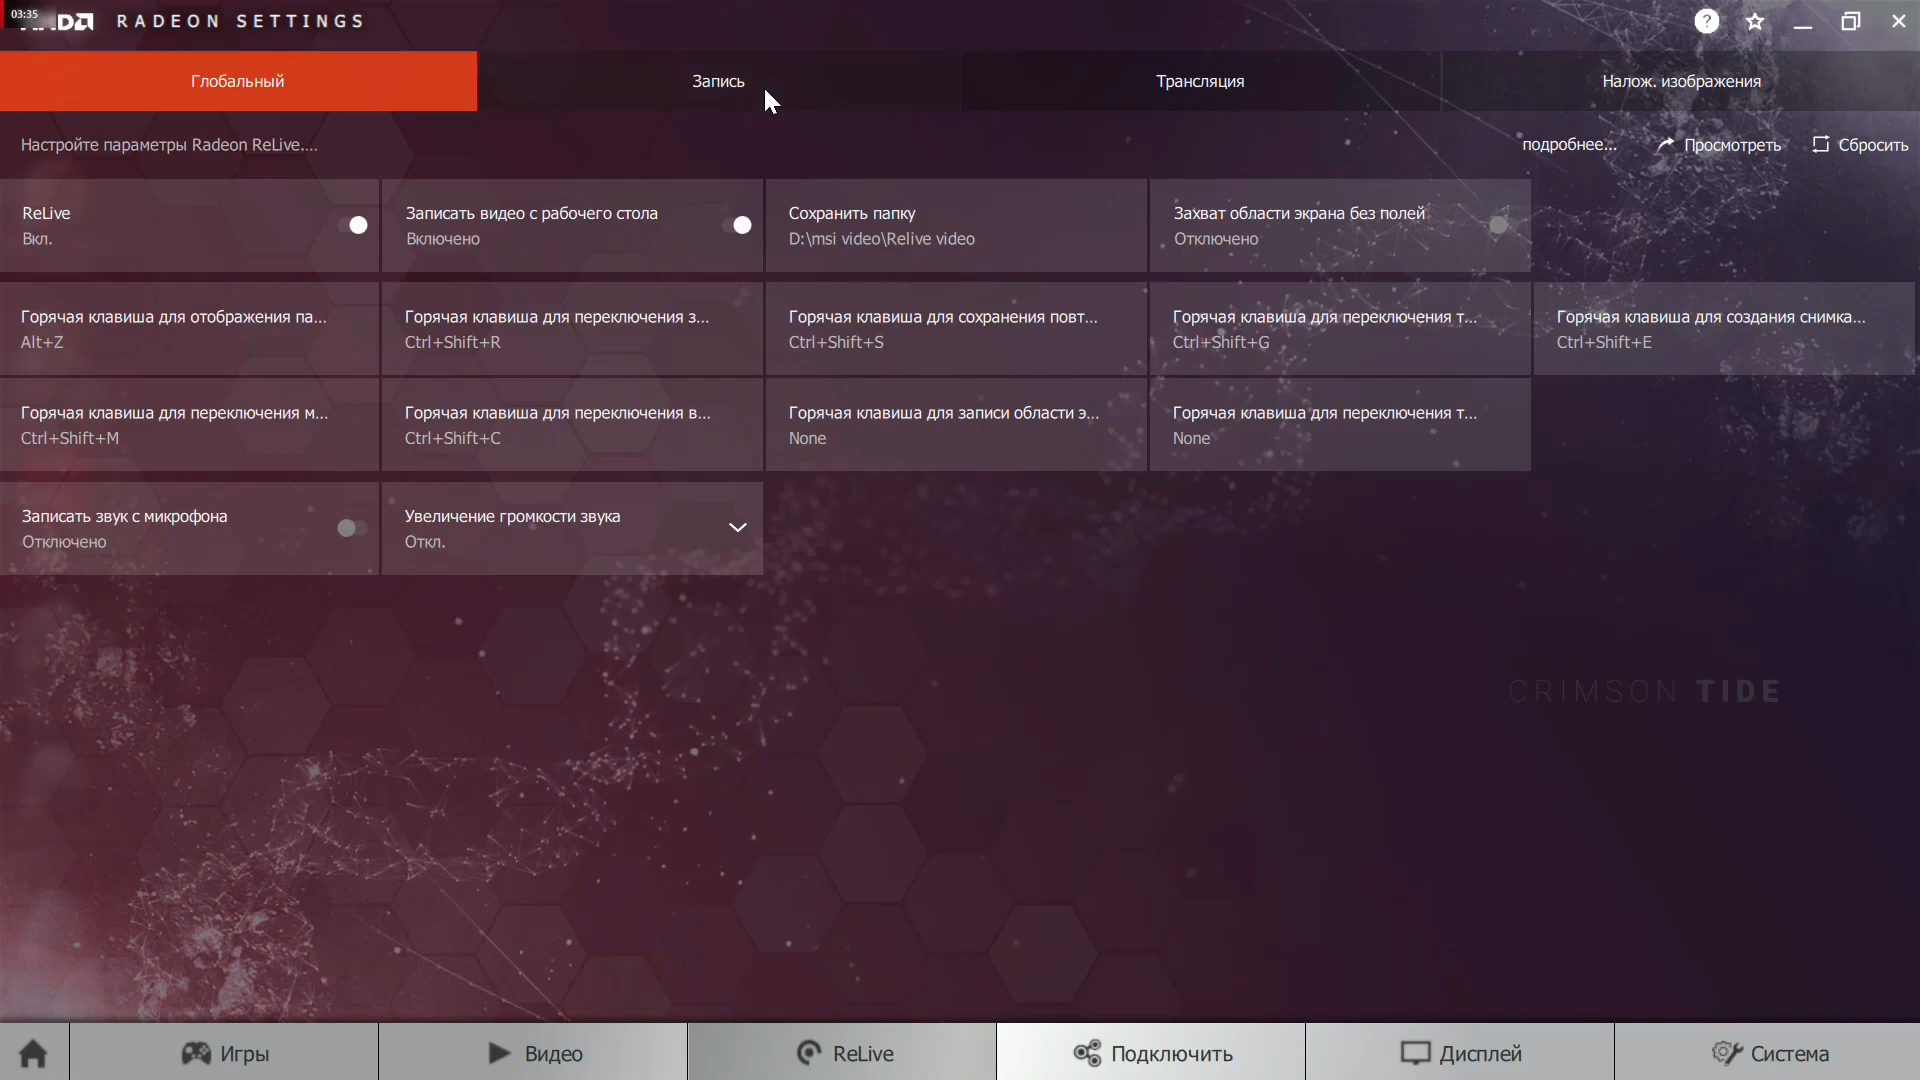 03:35
RADEON SETTINGS
Глобальный
Запись
Трансляция
Налож. изображения
Настройте параметры Radeon ReLive....
подробнее...
Просмотреть
Сбросить
ReLive
Вкл.
Записать видео с рабочего стола
Включено
Сохранить папку
D:\msi video\Relive video
Захват области экрана без полей
Отключено
Горячая клавиша для отображения па...
Alt+Z
Горячая клавиша для переключения з...
Ctrl+Shift+R
Горячая клавиша для сохранения повт...
Ctrl+Shift+S
Горячая клавиша для переключения т...
Ctrl+Shift+G
Горячая клавиша для создания снимка...
Ctrl+Shift+E
Горячая клавиша для переключения м...
Ctrl+Shift+M
Горячая клавиша для переключения в...
Ctrl+Shift+C
Горячая клавиша для записи области э...
None
Горячая клавиша для переключения т...
None
Записать звук с микрофона
Отключено
Увеличение громкости звука
Откл.
CRIMSON TIDE
Игры
Видео
ReLive
Подключить
Дисплей
Система